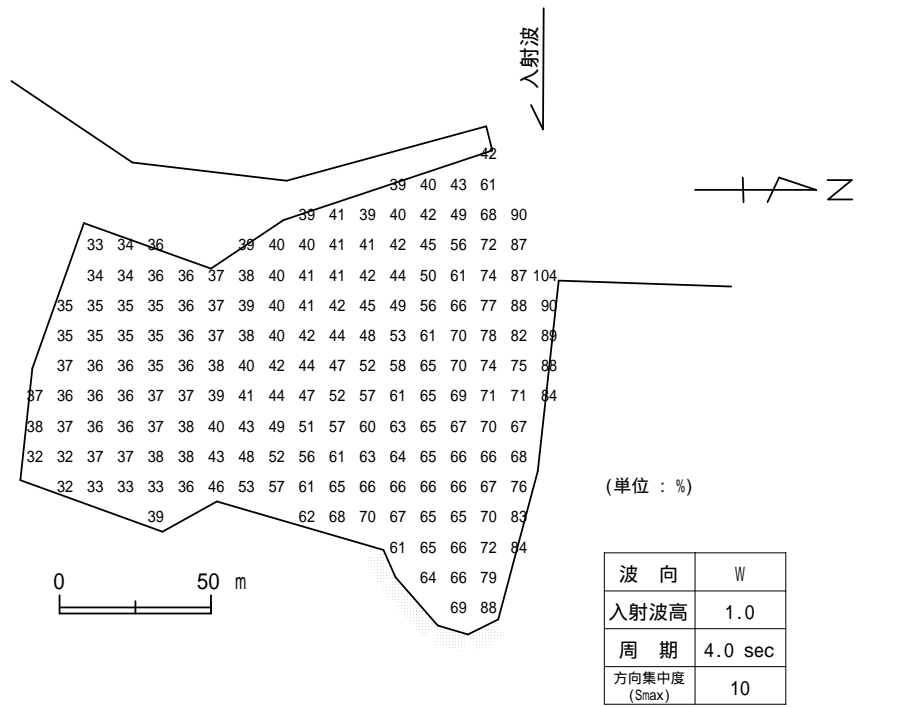 入射波
42
39 40 43 61
39 41 39 40 42 49 68 90
33 34 36 39 40 40 41 41 42 45 56 72 87
34 34 36 36 37 38 40 41 41 42 44 50 61 74 87 104
N
35 35 35 35 36 37 39 40 41 42 45 49 56 66 77 88 90
35 35 35 35 36 37 38 40 42 44 48 53 61 70 78 82 89
37 36 36 35 36 38 40 42 44 47 52 58 65 70 74 75 88
37 36 36 36 37 37 39 41 44 47 52 57 61 65 69 71 71 84
38 37 36 36 37 38 40 43 49 51 57 60 63 65 67 70 67
32 32 37 37 38 38 43 48 52 56 61 63 64 65 66 66 68
32 33 33 33 36 46 53 57 61 65 66 66 66 66 67 76
(単位 : %)
39 62 68 70 67 65 65 70 83
61 65 66 72 84
64 66 79
69 88
0 50 m
波 向 W
入射波高 1.0
周 期 4.0 sec
方向集中度
(Smax) 10